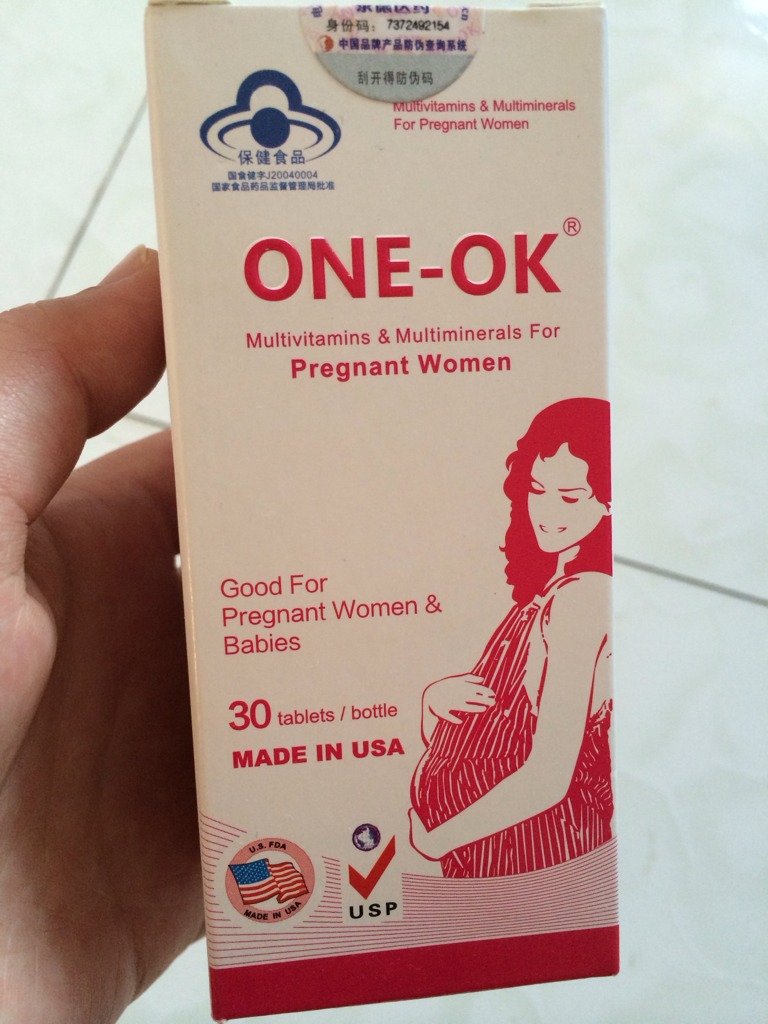 身份码: 7372492154
中国品牌产品防伪查询系统
刮开得防伪码
Multivitamins & Multiminerals
For Pregnant Women
保健食品
国食健字J20040004
国家食品药品监督管理局批准
ONE-OK®
Multivitamins & Multiminerals For
Pregnant Women
Good For
Pregnant Women &
Babies
30 tablets / bottle
MADE IN USA
U.S. FDA
MADE IN USA
USP